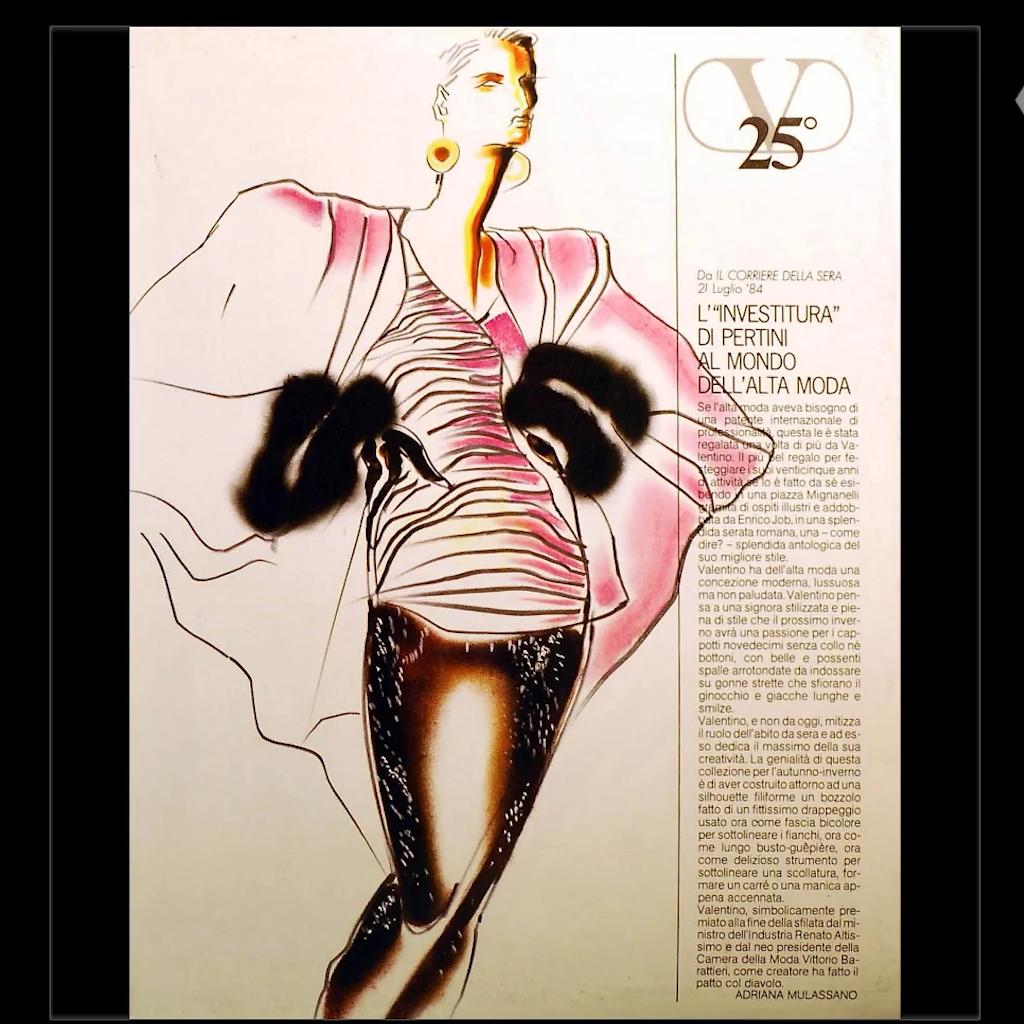 V
25°
Da IL CORRIERE DELLA SERA
21 Luglio '84
L'"INVESTITURA"
DI PERTINI
AL MONDO
DELL'ALTA MODA
Se l'alta moda aveva bisogno di
una patente internazionale di
professionalità, questa le è stata
regalata una volta di più da Va-
lentino. Il più bel regalo per fe-
steggiare i suoi venticinque anni
d'attività se lo è fatto da sè esi-
bendo in una piazza Mignanelli
gremita di ospiti illustri e addob-
bata da Enrico Job, in una splen-
dida serata romana, una – come
dire? – splendida antologica del
suo migliore stile.
Valentino ha dell'alta moda una
concezione moderna, lussuosa
ma non paludata. Valentino pen-
sa a una signora stilizzata e pie-
na di stile che il prossimo inver-
no avrà una passione per i cap-
potti novedecimi senza collo nè
bottoni, con belle e possenti
spalle arrotondate da indossare
su gonne strette che sfiorano il
ginocchio e giacche lunghe e
smilze.
Valentino, e non da oggi, mitizza
il ruolo dell'abito da sera e ad es-
so dedica il massimo della sua
creatività. La genialità di questa
collezione per l'autunno-inverno
è di aver costruito attorno ad una
silhouette filiforme un bozzolo
fatto di un fittissimo drappeggio
usato ora come fascia bicolore
per sottolineare i fianchi, ora co-
me lungo busto-guêpière, ora
come delizioso strumento per
sottolineare una scollatura, for-
mare un carré o una manica ap-
pena accennata.
Valentino, simbolicamente pre-
miato alla fine della sfilata dal mi-
nistro dell'Industria Renato Altis-
simo e dal neo presidente della
Camera della Moda Vittorio Ba-
rattieri, come creatore ha fatto il
patto col diavolo.
ADRIANA MULASSANO